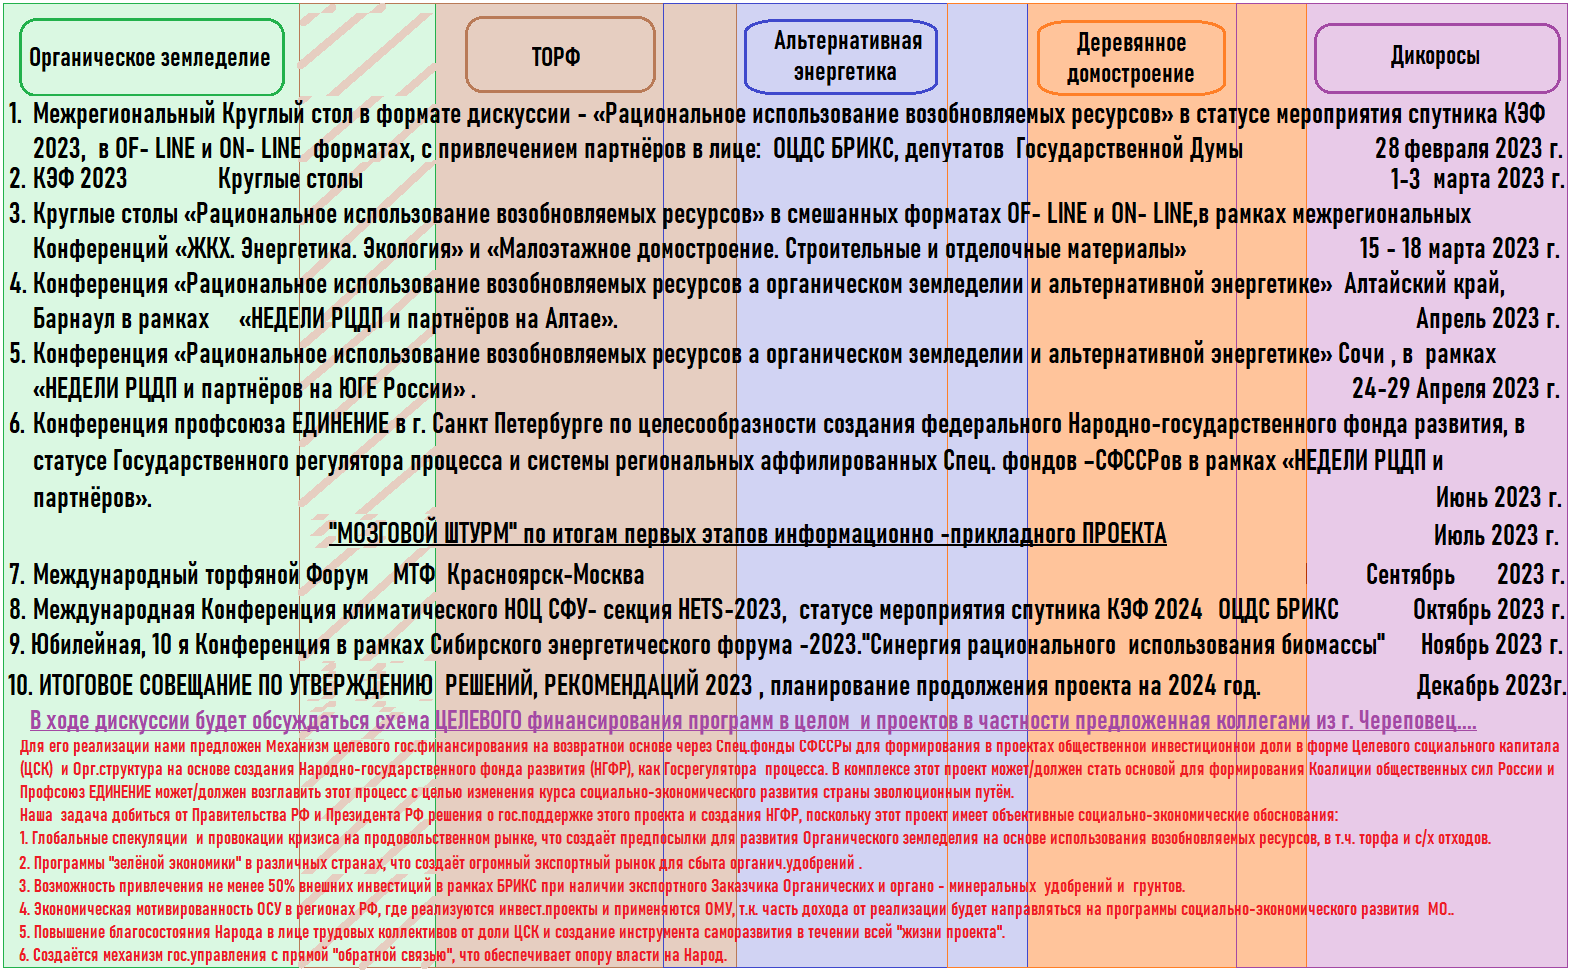 Органическое земледелие
ТОРФ
Альтернативная
энергетика
Деревянное
домостроение
Дикоросы
1. Межрегиональный Круглый стол в формате дискуссии - «Рациональное использование возобновляемых ресурсов» в статусе мероприятия спутника КЭФ
2023, в OF- LINE и ON- LINE форматах, с привлечением партнёров в лице: ОЦДС БРИКС, депутатов Государственной Думы 28 февраля 2023 г.
2. КЭФ 2023 Круглые столы 1-3 марта 2023 г.
3. Круглые столы «Рациональное использование возобновляемых ресурсов» в смешанных форматах OF- LINE и ON- LINE,в рамках межрегиональных
Конференций «ЖКХ. Энергетика. Экология» и «Малоэтажное домостроение. Строительные и отделочные материалы» 15 - 18 марта 2023 г.
4. Конференция «Рациональное использование возобновляемых ресурсов а органическом земледелии и альтернативной энергетике» Алтайский край,
Барнаул в рамках «НЕДЕЛИ РЦДП и партнёров на Алтае». Апрель 2023 г.
5. Конференция «Рациональное использование возобновляемых ресурсов а органическом земледелии и альтернативной энергетике» Сочи , в рамках
«НЕДЕЛИ РЦДП и партнёров на ЮГЕ России» . 24-29 Апреля 2023 г.
6. Конференция профсоюза ЕДИНЕНИЕ в г. Санкт Петербурге по целесообразности создания федерального Народно-государственного фонда развития, в
статусе Государственного регулятора процесса и системы региональных аффилированных Спец. фондов –СФССРов в рамках «НЕДЕЛИ РЦДП и
партнёров». Июнь 2023 г.
"МОЗГОВОЙ ШТУРМ" по итогам первых этапов информационно -прикладного ПРОЕКТА Июль 2023 г.
7. Международный торфяной Форум МТФ Красноярск-Москва Сентябрь 2023 г.
8. Международная Конференция климатического НОЦ СФУ- секция HETS-2023, статусе мероприятия спутника КЭФ 2024 ОЦДС БРИКС Октябрь 2023 г.
9. Юбилейная, 10 я Конференция в рамках Сибирского энергетического форума -2023."Синергия рационального использования биомассы" Ноябрь 2023 г.
10. ИТОГОВОЕ СОВЕЩАНИЕ ПО УТВЕРЖДЕНИЮ РЕШЕНИЙ, РЕКОМЕНДАЦИЙ 2023 , планирование продолжения проекта на 2024 год. Декабрь 2023г.
В ходе дискуссии будет обсуждаться схема ЦЕЛЕВОГО финансирования программ в целом и проектов в частности предложенная коллегами из г. Череповец....
Для его реализации нами предложен Механизм целевого гос.финансирования на возвратной основе через Спец.фонды СФССРы для формирования в проектах общественной инвестиционной доли в форме Целевого социального капитала
(ЦСК) и Орг.структура на основе создания Народно-государственного фонда развития (НГФР), как Госрегулятора процесса. В комплексе этот проект может/должен стать основой для формирования Коалиции общественных сил России и
Профсоюз ЕДИНЕНИЕ может/должен возглавить этот процесс с целью изменения курса социально-экономического развития страны эволюционным путём.
Наша задача добиться от Правительства РФ и Президента РФ решения о гос.поддержке этого проекта и создания НГФР, поскольку этот проект имеет объективные социально-экономические обоснования:
1. Глобальные спекуляции и провокации кризиса на продовольственном рынке, что создаёт предпосылки для развития Органического земледелия на основе использования возобновляемых ресурсов, в т.ч. торфа и с/х отходов.
2. Программы "зелёной экономики" в различных странах, что создаёт огромный экспортный рынок для сбыта органич.удобрений .
3. Возможность привлечения не менее 50% внешних инвестиций в рамках БРИКС при наличии экспортного Заказчика Органических и органо - минеральных удобрений и грунтов.
4. Экономическая мотивированность ОСУ в регионах РФ, где реализуются инвест.проекты и применяются ОМУ, т.к. часть дохода от реализации будет направляться на программы социально-экономического развития МО..
5. Повышение благосостояния Народа в лице трудовых коллективов от доли ЦСК и создание инструмента саморазвития в течении всей "жизни проекта".
6. Создаётся механизм гос.управления с прямой "обратной связью", что обеспечивает опору власти на Народ.